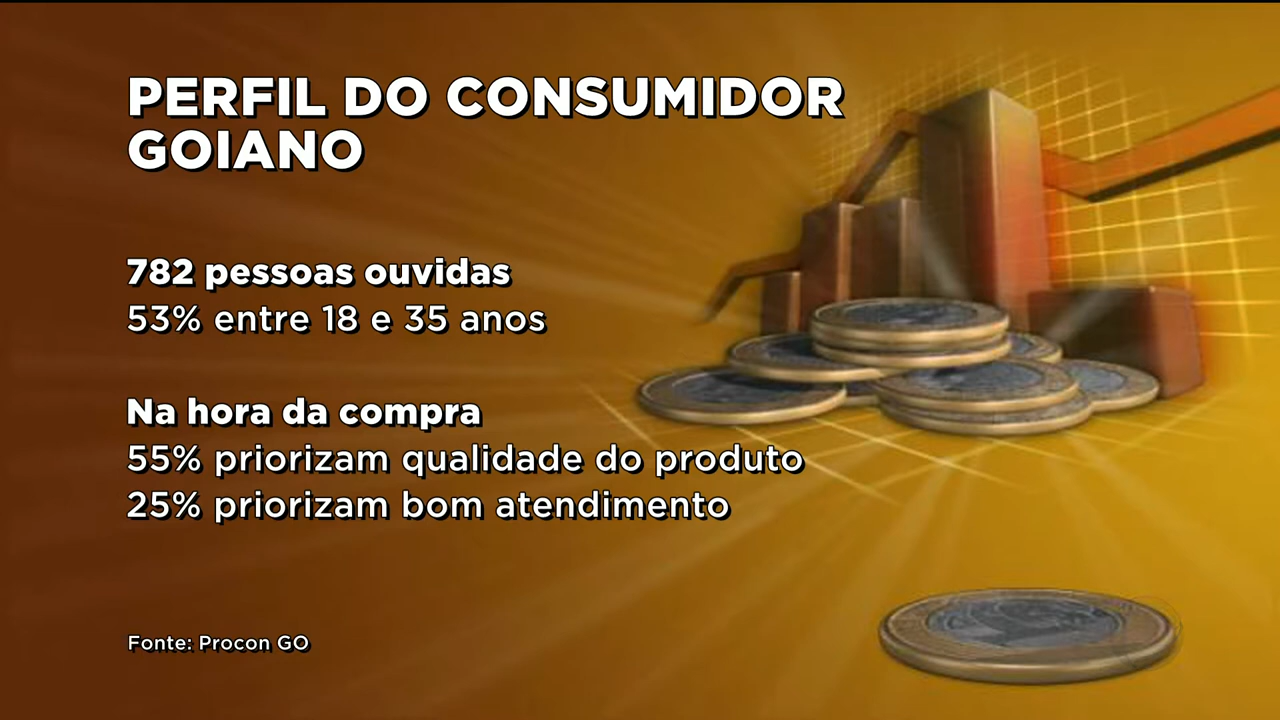 PERFIL DO CONSUMIDOR
GOIANO
782 pessoas ouvidas
53% entre 18 e 35 anos
Na hora da compra
55% priorizam qualidade do produto
25% priorizam bom atendimento
Fonte: Procon GO